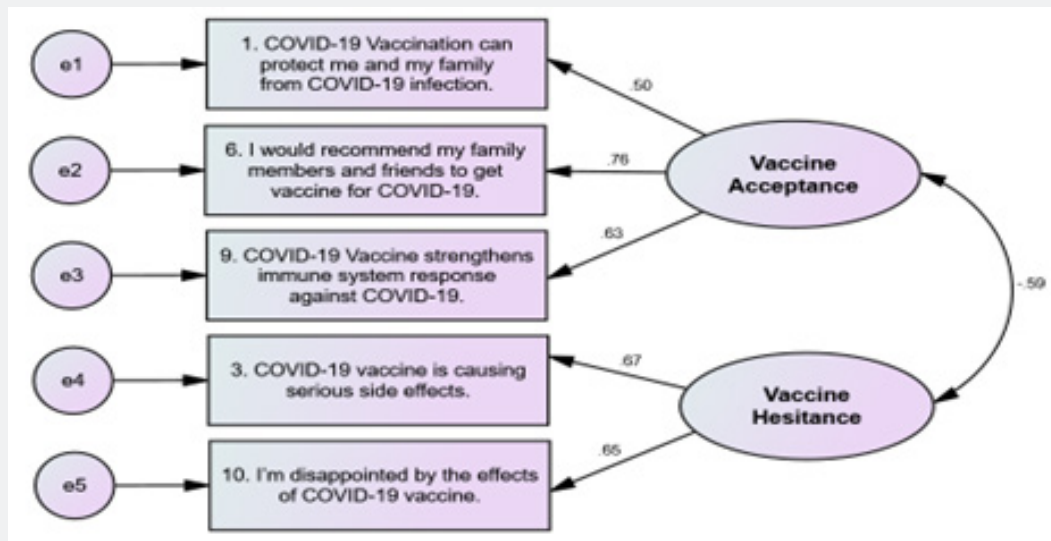 e1
1. COVID-19 Vaccination can
protect me and my family
from COVID-19 infection.
.50
e2
6. I would recommend my family
members and friends to get
vaccine for COVID-19.
.76
Vaccine
Acceptance
e3
9. COVID-19 Vaccine strengthens
immune system response
against COVID-19.
.63
-.59
e4
3. COVID-19 vaccine is causing
serious side effects.
.67
Vaccine
Hesitance
e5
10. I'm disappointed by the effects
of COVID-19 vaccine.
.65